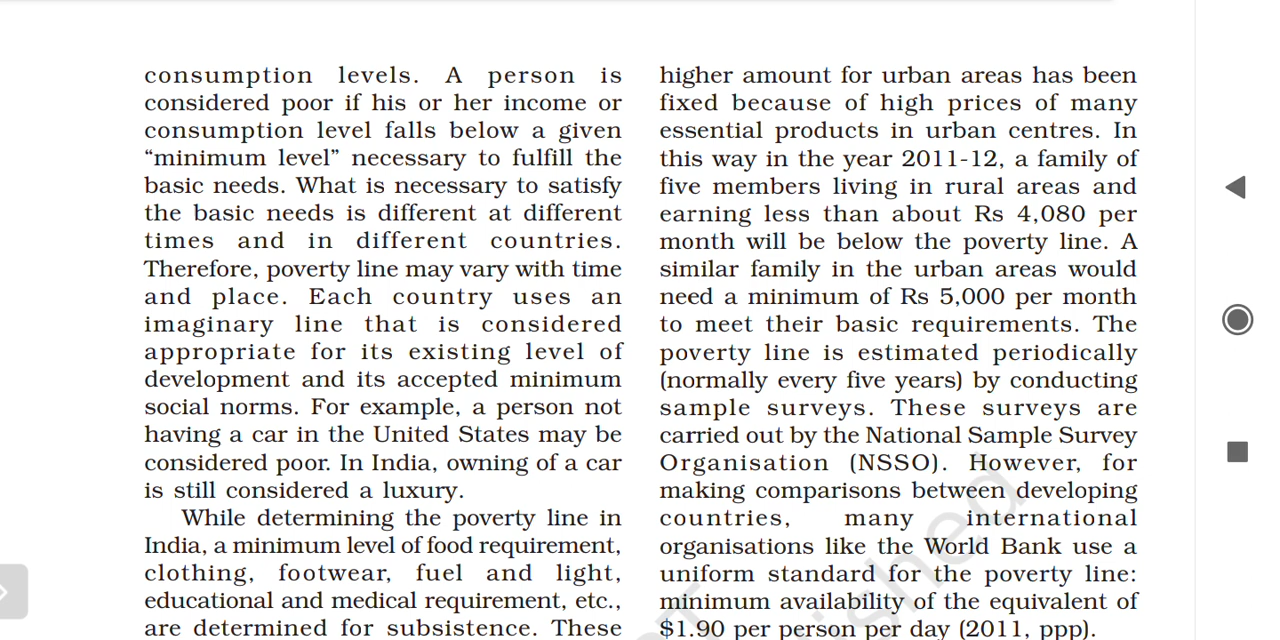 consumption levels. A person is
considered poor if his or her income or
consumption level falls below a given
“minimum level” necessary to fulfill the
basic needs. What is necessary to satisfy
the basic needs is different at different
times and in different countries.
Therefore, poverty line may vary with time
and place. Each country uses an
imaginary line that is considered
appropriate for its existing level of
development and its accepted minimum
social norms. For example, a person not
having a car in the United States may be
considered poor. In India, owning of a car
is still considered a luxury.
While determining the poverty line in
India, a minimum level of food requirement,
clothing, footwear, fuel and light,
educational and medical requirement, etc.,
are determined for subsistence. These
higher amount for urban areas has been
fixed because of high prices of many
essential products in urban centres. In
this way in the year 2011-12, a family of
five members living in rural areas and
earning less than about Rs 4,080 per
month will be below the poverty line. A
similar family in the urban areas would
need a minimum of Rs 5,000 per month
to meet their basic requirements. The
poverty line is estimated periodically
(normally every five years) by conducting
sample surveys. These surveys are
carried out by the National Sample Survey
Organisation (NSSO). However, for
making comparisons between developing
countries, many international
organisations like the World Bank use a
uniform standard for the poverty line:
minimum availability of the equivalent of
$1.90 per person per day (2011, ppp).